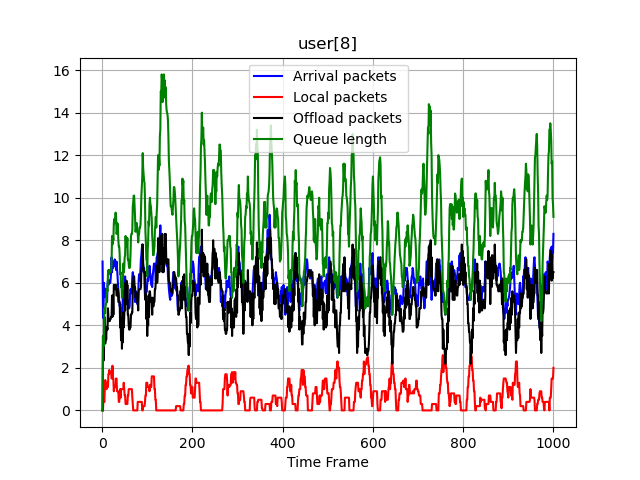 user[8]
Arrival packets
Local packets
Offload packets
Queue length
16
14
12
10
8
6
4
2
0
0 200 400 600 800 1000
Time Frame